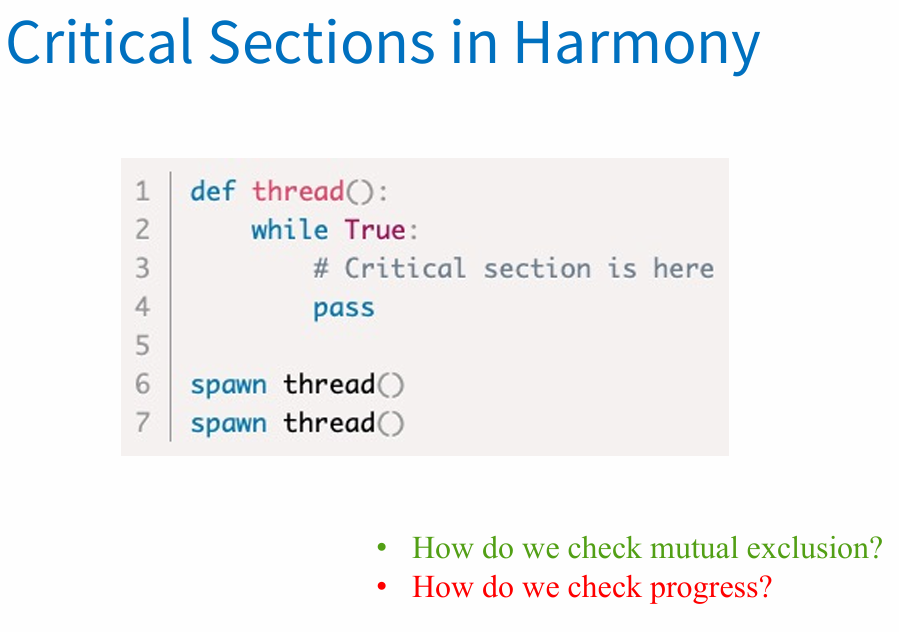 Critical Sections in Harmony
1 def thread():
2     while True:
3         # Critical section is here
4         pass
5
6 spawn thread()
7 spawn thread()
• How do we check mutual exclusion?
• How do we check progress?